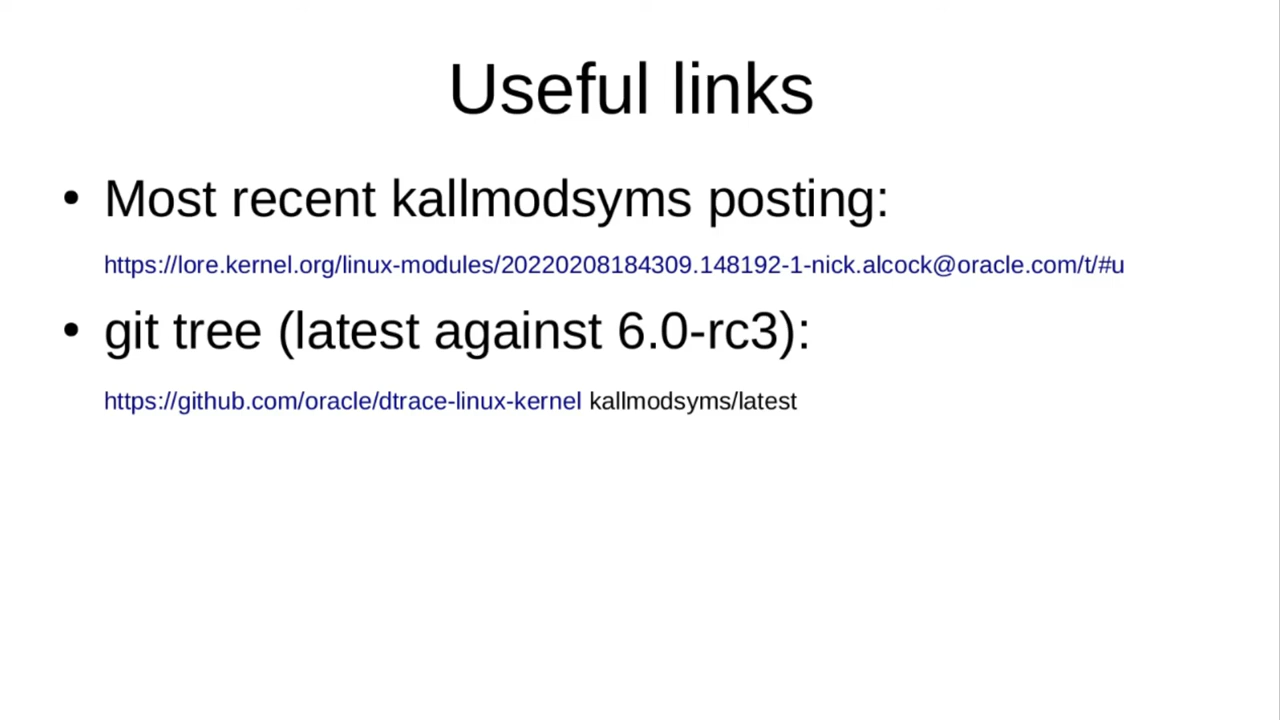 Useful links
• Most recent kallmodsyms posting:
https://lore.kernel.org/linux-modules/20220208184309.148192-1-nick.alcock@oracle.com/t/#u
• git tree (latest against 6.0-rc3):
https://github.com/oracle/dtrace-linux-kernel kallmodsyms/latest